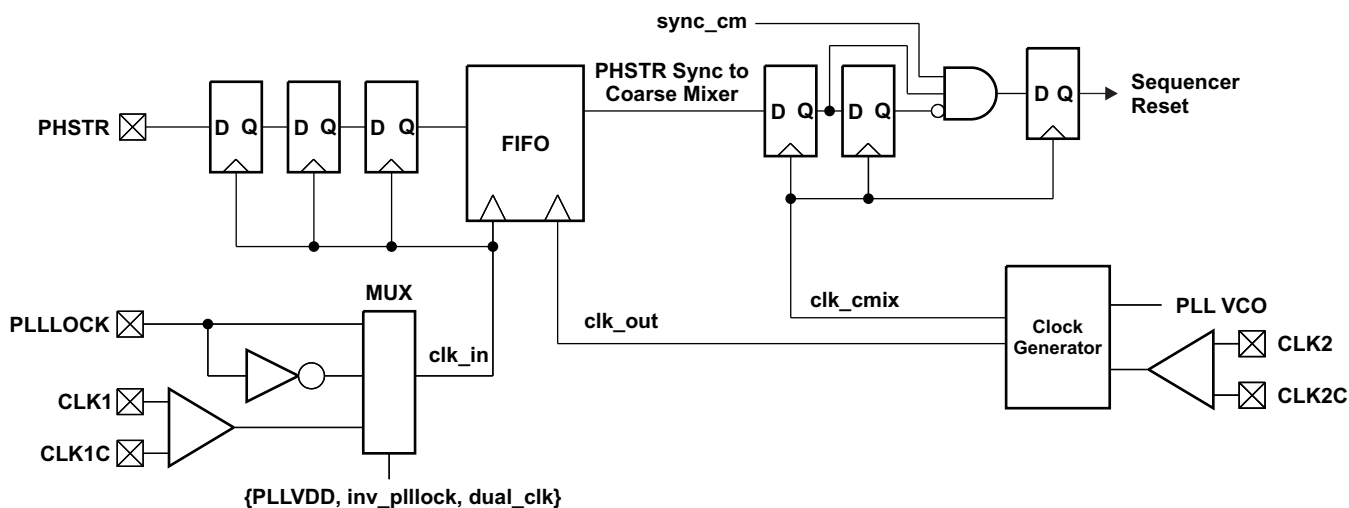 sync_cm
PHSTR Sync to
Coarse Mixer
D Q
D Q
D Q
D Q
D Q
D Q
Sequencer
Reset
PHSTR
FIFO
MUX
PLLLOCK
clk_in
clk_out
clk_cmix
Clock
Generator
PLL VCO
CLK2
CLK2C
CLK1
CLK1C
{PLLVDD, inv_plllock, dual_clk}